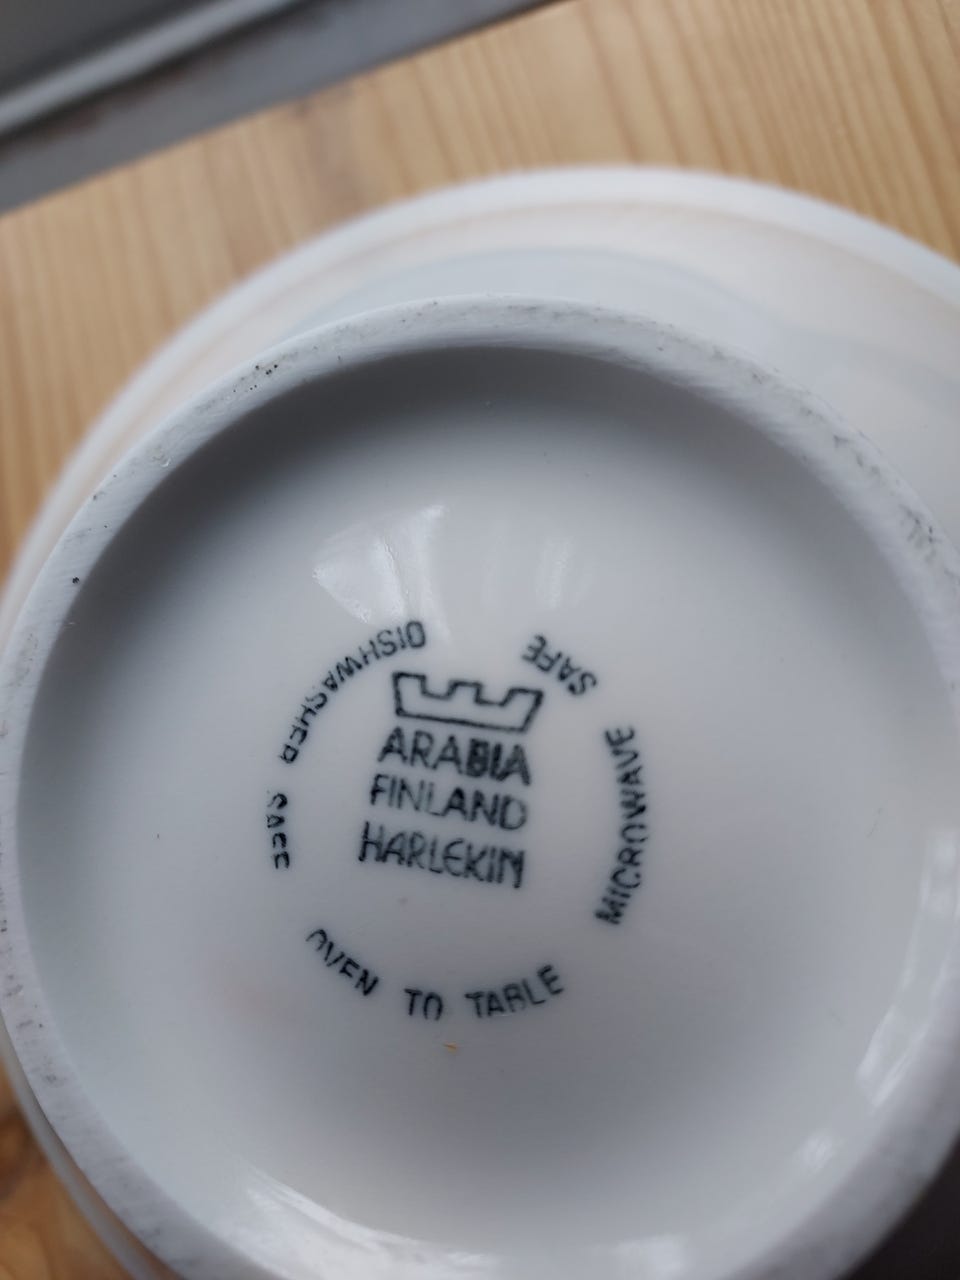 ARABIA
FINLAND
HARLEKIN
OVEN TO TABLE
MICROWAVE SAFE
DISHWASHER SAFE